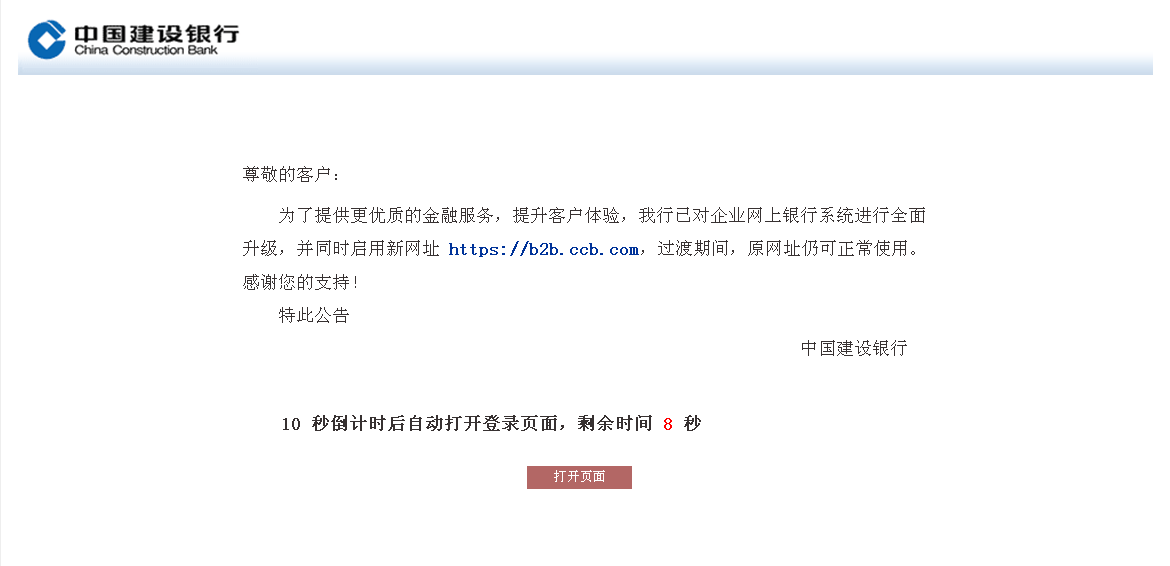 中国建设银行
China Construction Bank
尊敬的客户:
为了提供更优质的金融服务，提升客户体验，我行已对企业网上银行系统进行全面
升级，并同时启用新网址 https://b2b.ccb.com，过渡期间，原网址仍可正常使用。
感谢您的支持!
特此公告
中国建设银行
10 秒倒计时后自动打开登录页面，剩余时间 8 秒
打开页面